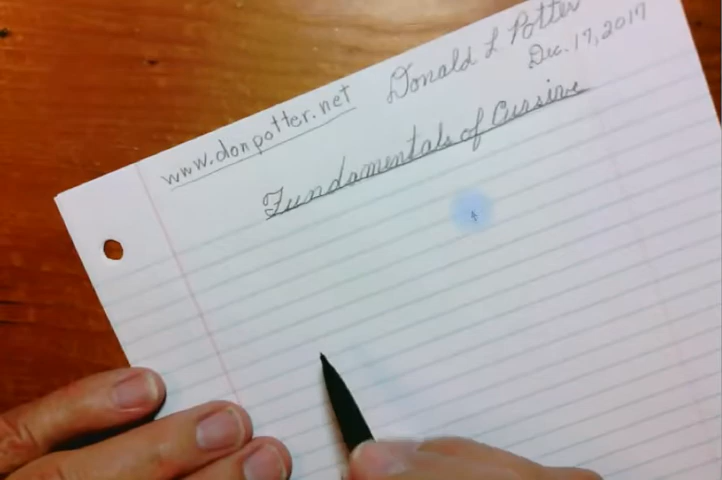 www.donpotter.net
Donald L Potter
Dec. 17, 2017
Fundamentals of Cursive